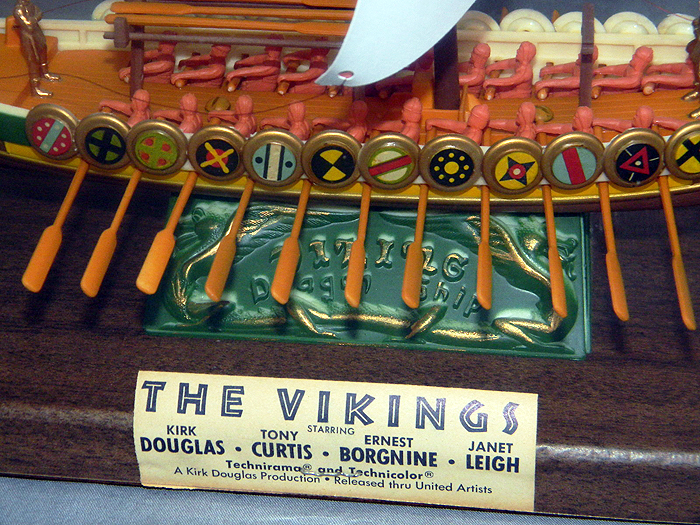 VIKING
Dragon Ship
THE VIKINGS
STARRING
KIRK TONY ERNEST JANET
DOUGLAS • CURTIS • BORGNINE • LEIGH
Technirama® and Technicolor®
A Kirk Douglas Production • Released thru United Artists